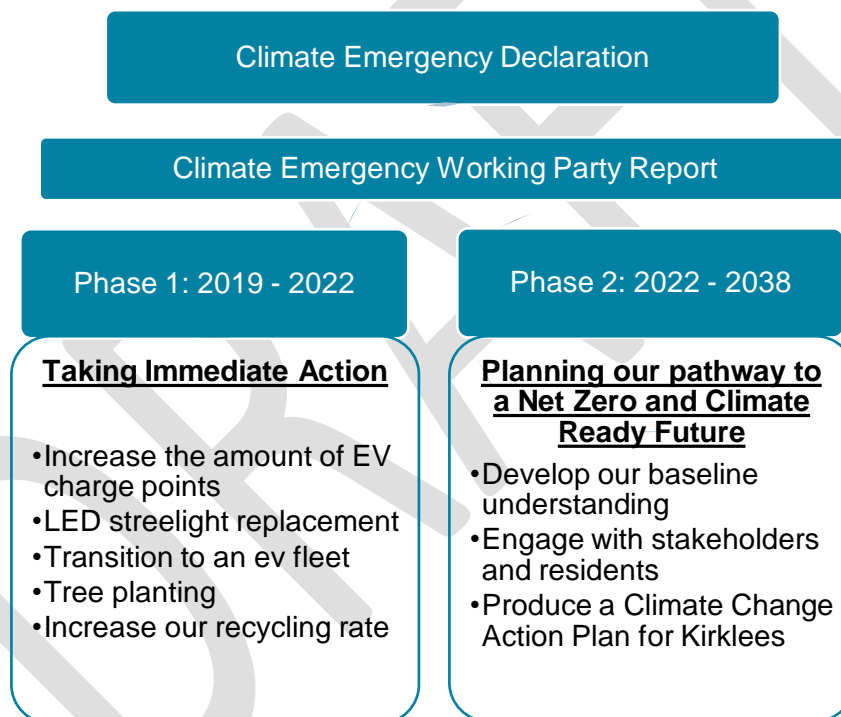 Climate Emergency Declaration
Climate Emergency Working Party Report
Phase 1: 2019 - 2022
Taking Immediate Action
•Increase the amount of EV
charge points
•LED streelight replacement
•Transition to an ev fleet
•Tree planting
•Increase our recycling rate
Phase 2: 2022 - 2038
Planning our pathway to
a Net Zero and Climate
Ready Future
•Develop our baseline
understanding
•Engage with stakeholders
and residents
•Produce a Climate Change
Action Plan for Kirklees
DRAFT